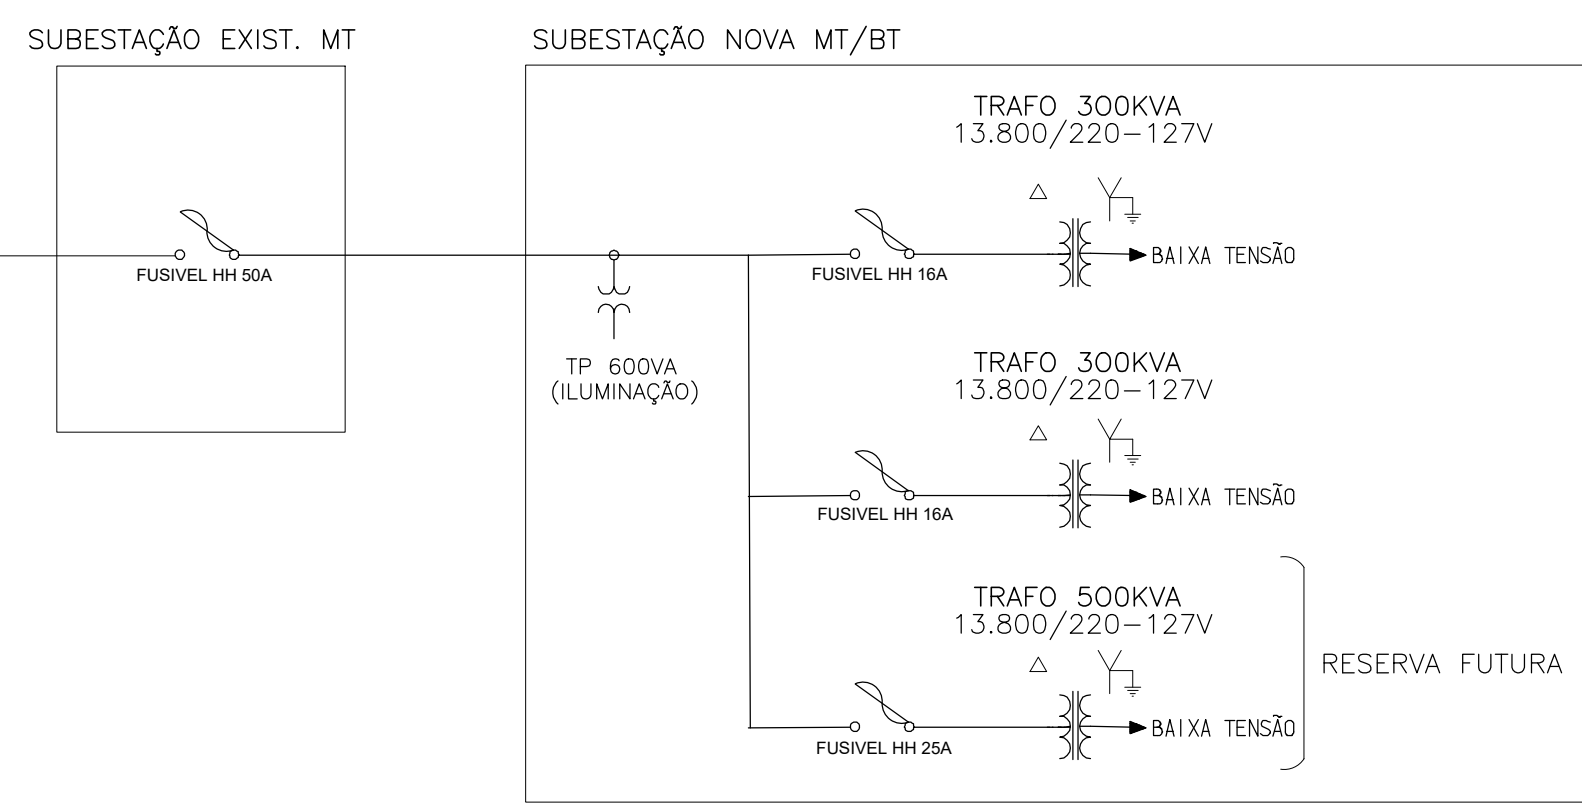 SUBESTAÇÃO EXIST. MT
SUBESTAÇÃO NOVA MT/BT
TRAFO 300KVA
13.800/220-127V
FUSIVEL HH 50A
FUSIVEL HH 16A
BAIXA TENSÃO
TP 600VA
(ILUMINAÇÃO)
TRAFO 300KVA
13.800/220-127V
FUSIVEL HH 16A
BAIXA TENSÃO
TRAFO 500KVA
13.800/220-127V
RESERVA FUTURA
FUSIVEL HH 25A
BAIXA TENSÃO